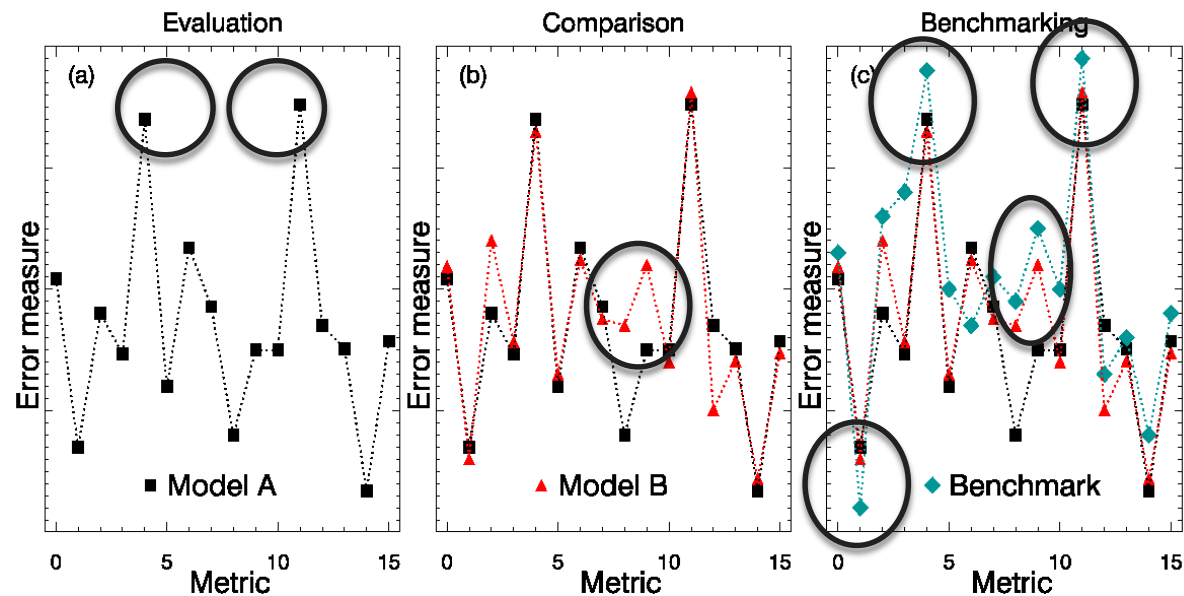 Evaluation
Comparison
Benchmarking
(a)
(b)
(c)
Error measure
Error measure
Error measure
Model A
Model B
Benchmark
0 5 10 15
0 5 10 15
0 5 10 15
Metric
Metric
Metric